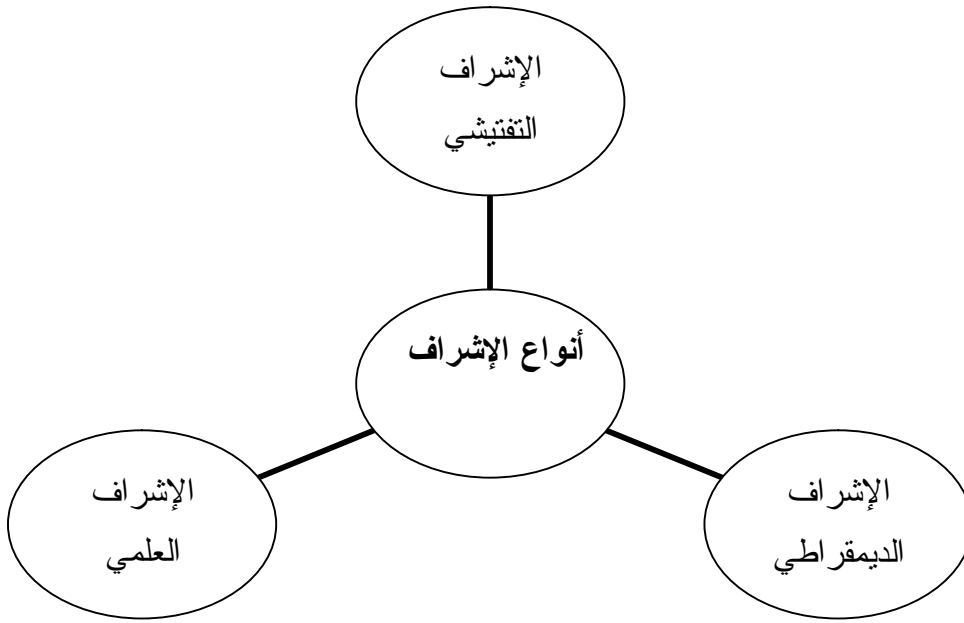 الإشراف
التفتيشي
أنواع الإشراف
الإشراف
الديمقراطي
الإشراف
العلمي